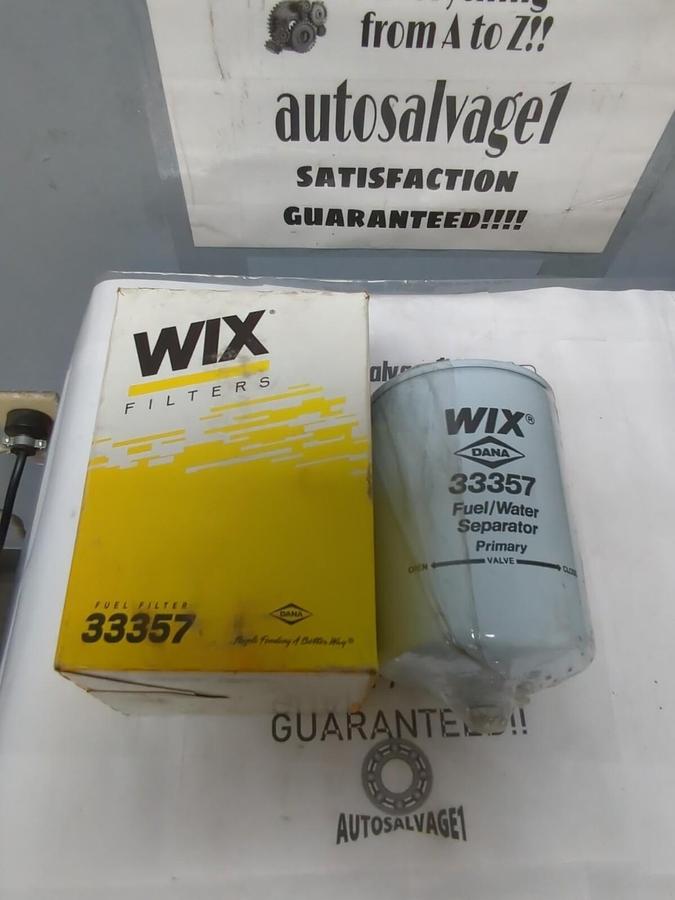 from A to Z!!
autosalvage1
SATISFACTION
GUARANTEED!!!!
WIX®
FILTERS
FUEL FILTER
33357
DANA
People Finding A Better Way®
WIX®
DANA
33357
Fuel/Water
Separator
Primary
OPEN VALVE CLOSE
GUARANTEED!!
AUTOSALVAGE1